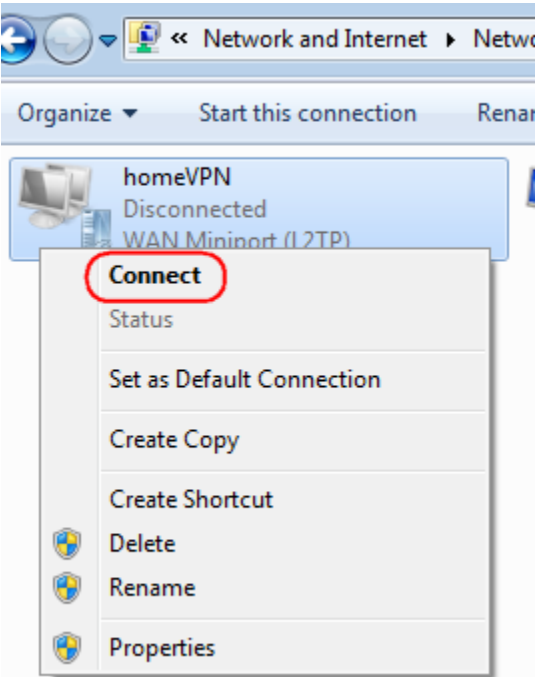 « Network and Internet ▸ Netwo
Organize ▾ Start this connection Renar
homeVPN
Disconnected
WAN Miniport (L2TP)
Connect
Status
Set as Default Connection
Create Copy
Create Shortcut
Delete
Rename
Properties